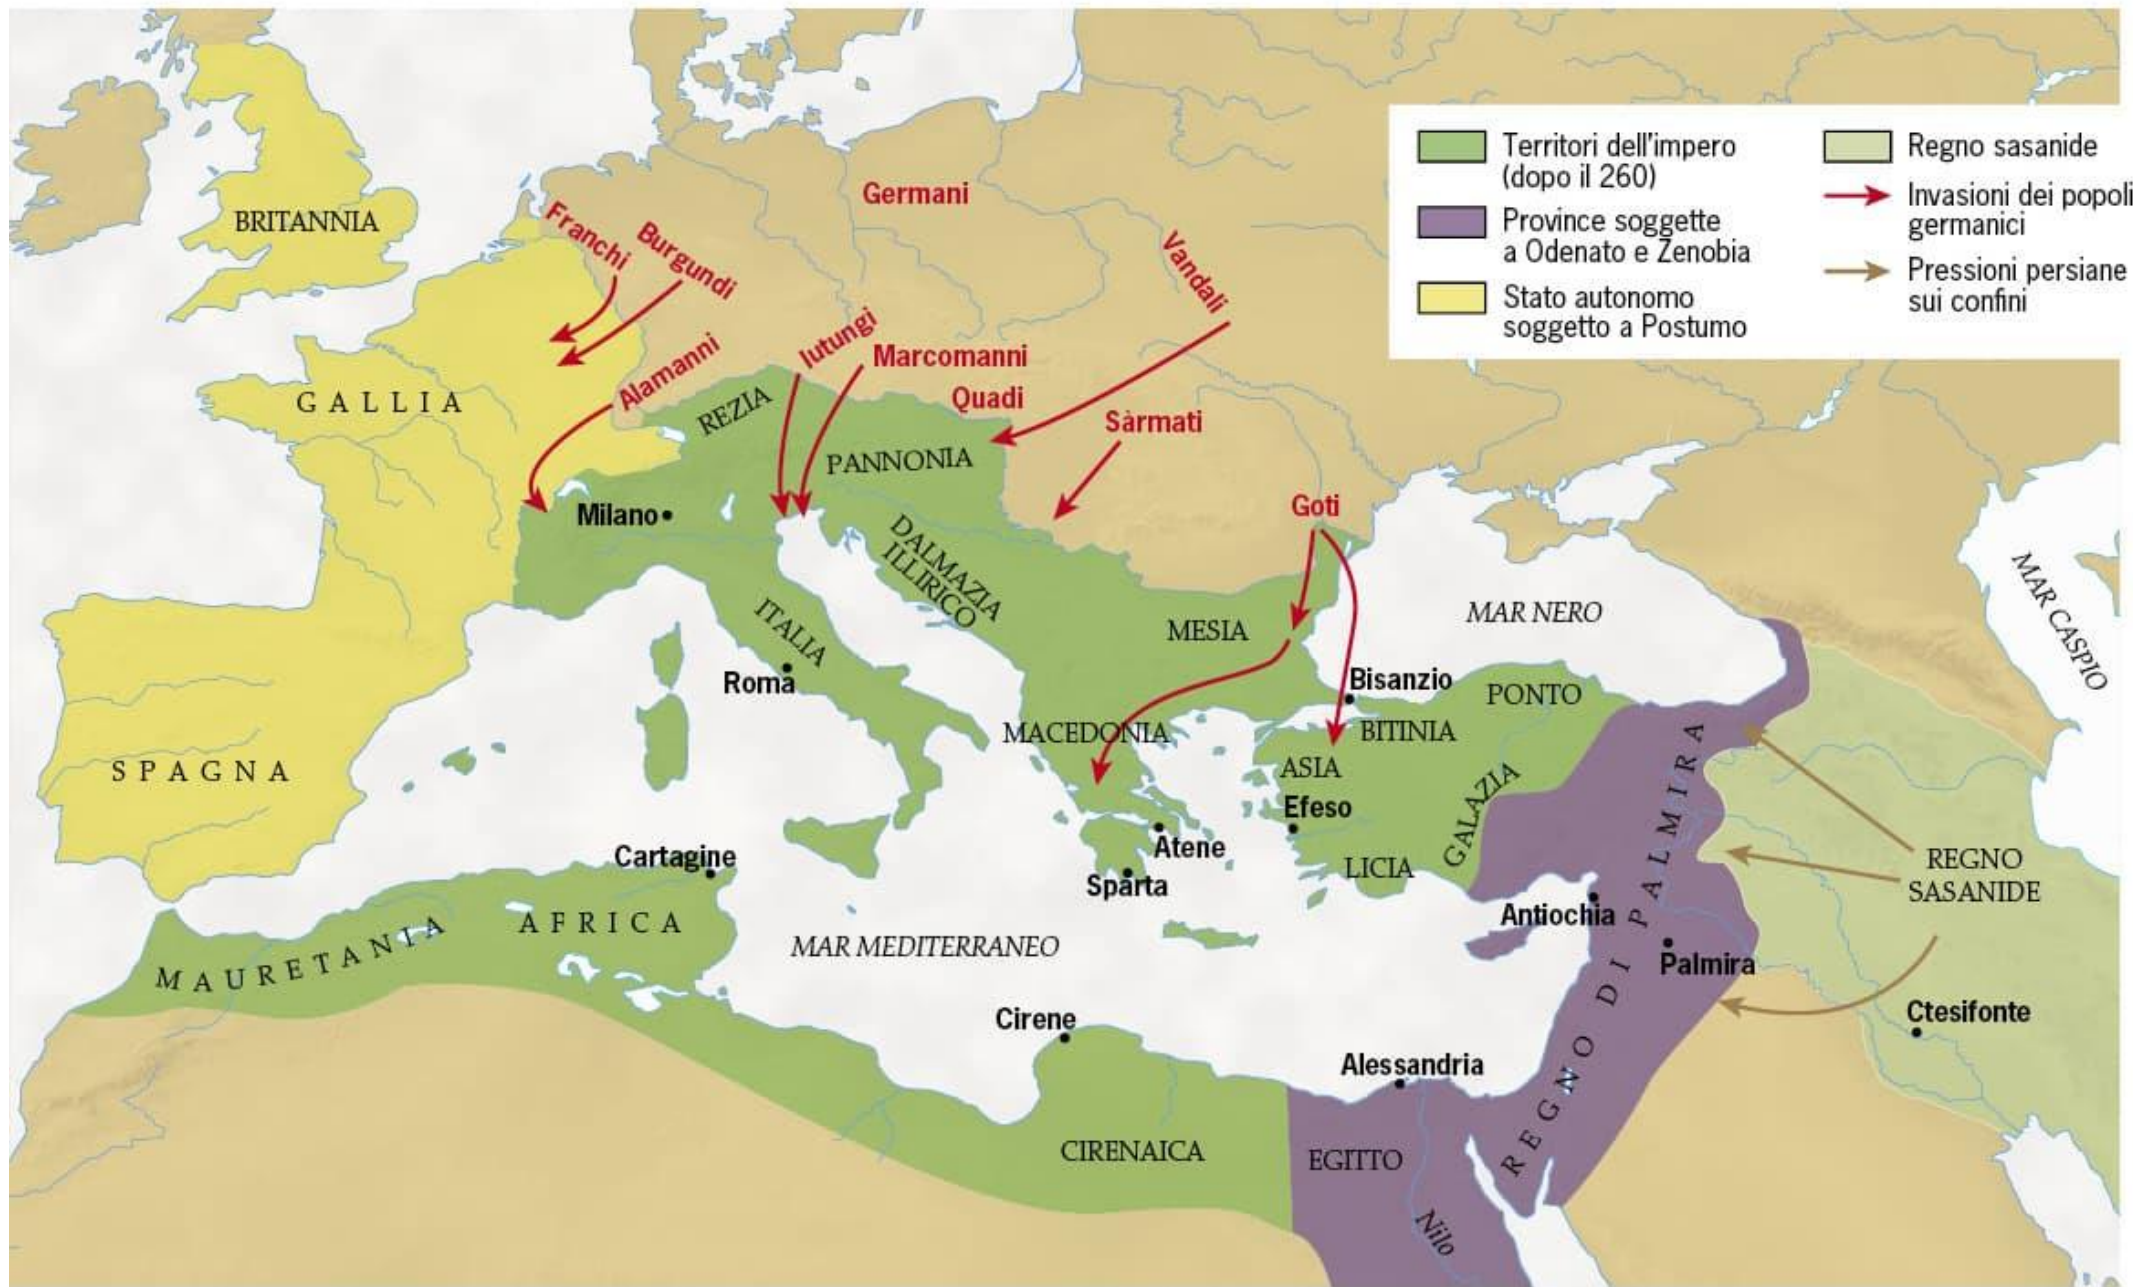 Territori dell'impero
(dopo il 260)
Province soggette
a Odenato e Zenobia
Stato autonomo
soggetto a Postumo
Regno sasanide
Invasioni dei popoli
germanici
Pressioni persiane
sui confini
BRITANNIA
Germani
Franchi
Burgundi
Vandali
Iutungi
Marcomanni
Alamanni
Quadi
Sàrmati
GALLIA
REZIA
PANNONIA
Goti
Milano
DALMAZIA
ILLIRICO
MAR CASPIO
ITALIA
MESIA
MAR NERO
Roma
Bisanzio
PONTO
MACEDONIA
BITINIA
SPAGNA
ASIA
Efeso
GALAZIA
Cartagine
Atene
LICIA
Sparta
REGNO
SASANIDE
Antiochia
AFRICA
MAURETANIA
MAR MEDITERRANEO
REGNO DI PALMIRA
Palmira
Cirene
Ctesifonte
Alessandria
CIRENAICA
EGITTO
Nilo